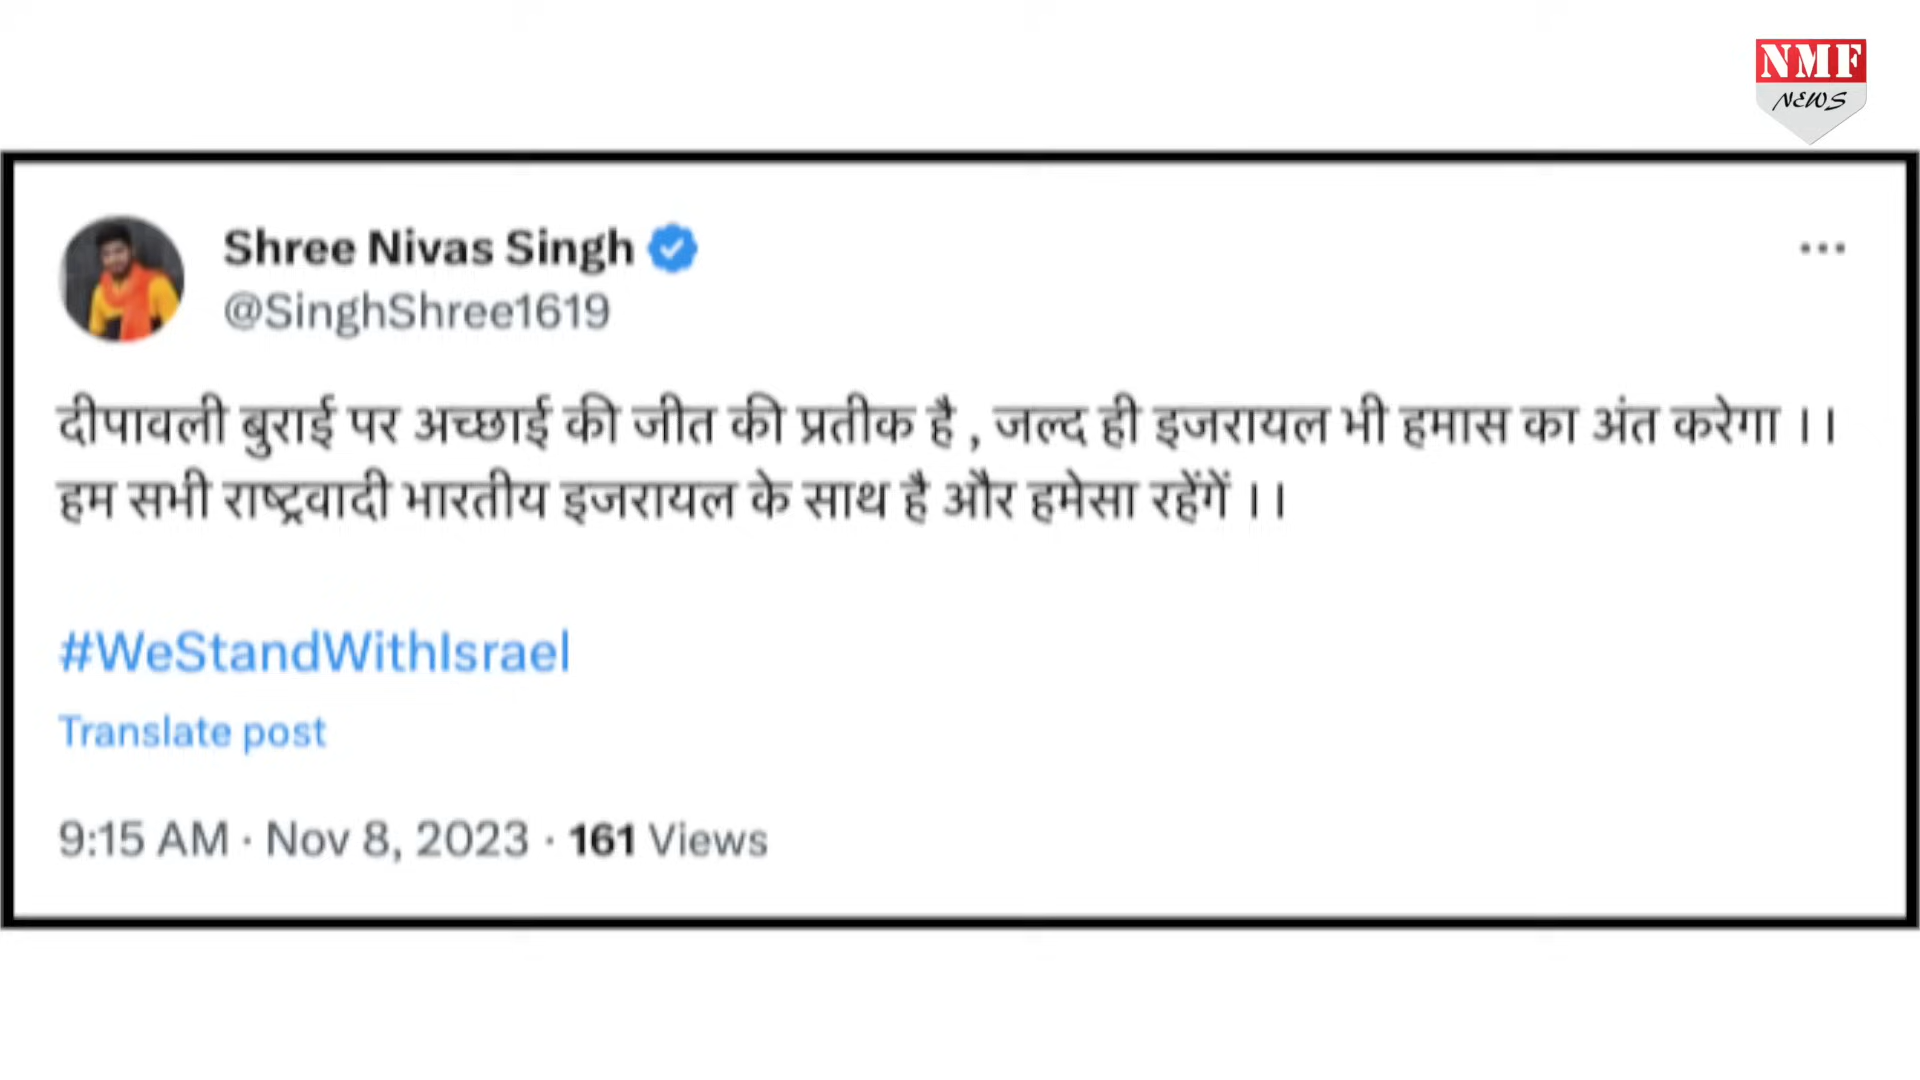 NMF
NEWS
Shree Nivas Singh
@SinghShree1619
दीपावली बुराई पर अच्छाई की जीत की प्रतीक है , जल्द ही इजरायल भी हमास का अंत करेगा ।।
हम सभी राष्ट्रवादी भारतीय इजरायल के साथ है और हमेसा रहेंगें ।।
#WeStandWithIsrael
Translate post
9:15 AM · Nov 8, 2023 · 161 Views